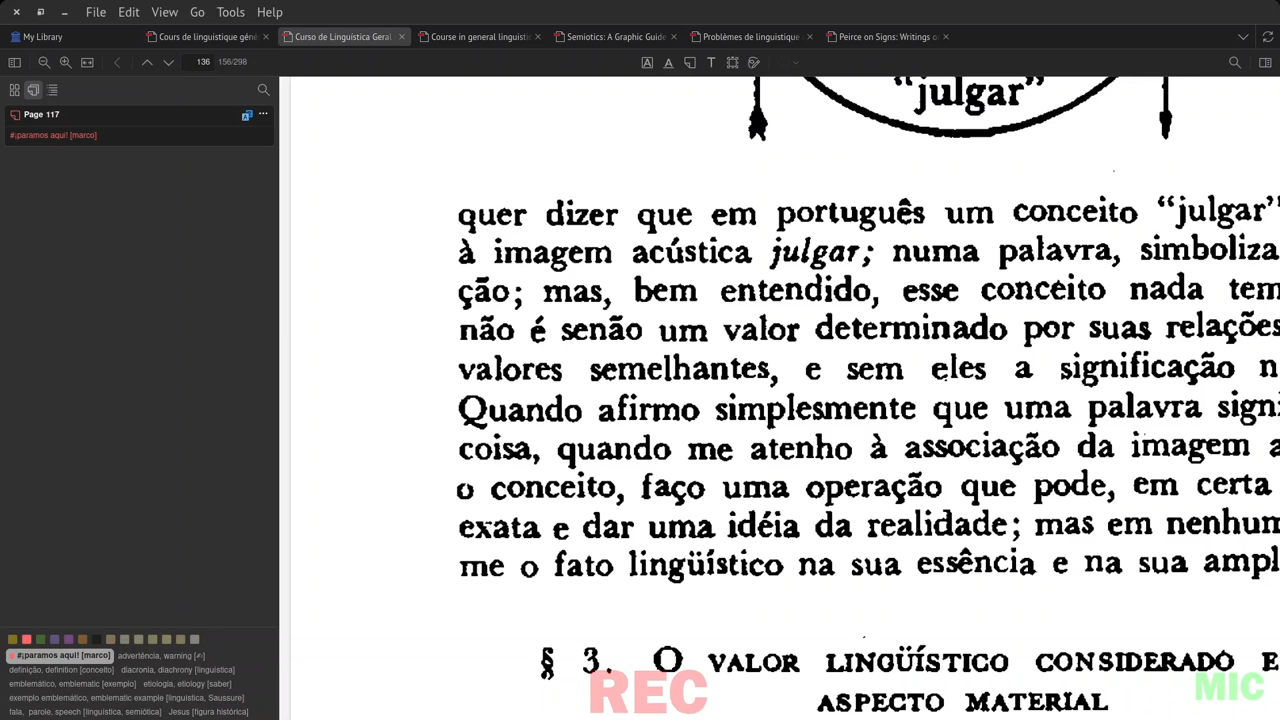 File Edit View Go Tools Help
My Library Cours de linguistique géné Curso de Linguística Geral Course in general linguisti Semiotics: A Graphic Guide Problèmes de linguistique Peirce on Signs: Writings o
136 156/298
Page 117
#¡paramos aqui! [marco]
"julgar"
quer dizer que em português um conceito "julgar"
à imagem acústica julgar; numa palavra, simboliza
ção; mas, bem entendido, esse conceito nada tem
não é senão um valor determinado por suas relações
valores semelhantes, e sem eles a significação n
Quando afirmo simplesmente que uma palavra signi
coisa, quando me atenho à associação da imagem a
o conceito, faço uma operação que pode, em certa
exata e dar uma idéia da realidade; mas em nenhum
me o fato lingüístico na sua essência e na sua ampl
§ 3. O VALOR LINGÜÍSTICO CONSIDERADO E
ASPECTO MATERIAL
#¡paramos aqui! [marco] advertência, warning [✍]
definição, definition [conceito] diacronia, diachrony [linguística]
emblemático, emblematic [exemplo] etiologia, etiology [saber]
exemplo emblemático, emblematic example [linguística, Saussure]
fala, parole, speech [linguística, semiótica] Jesus [figura histórica]
REC
MIC